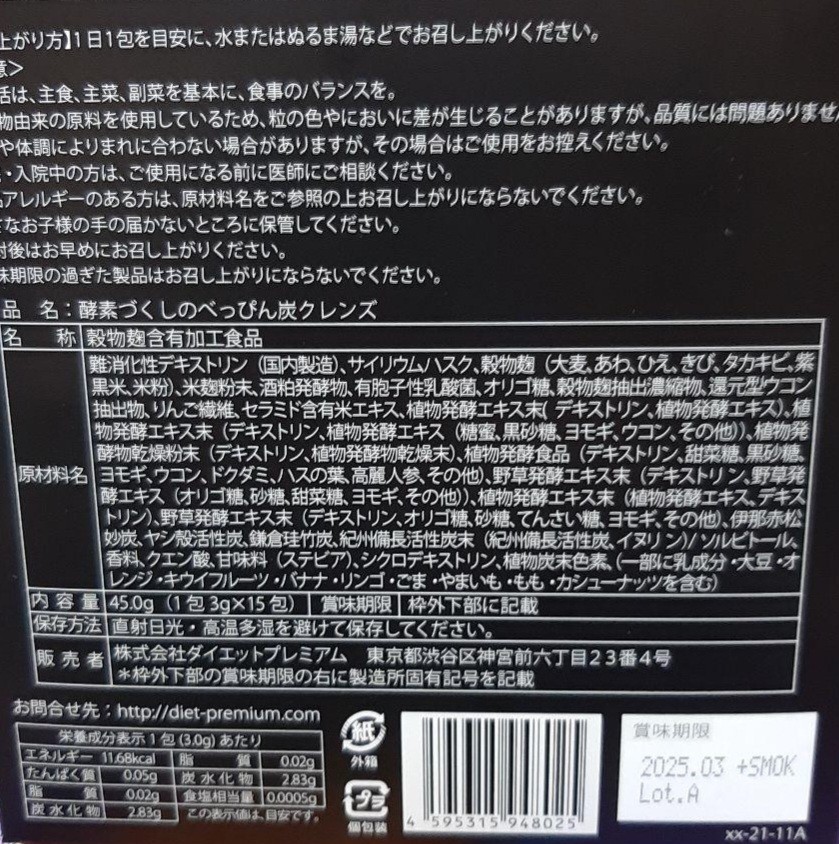 上がり方】1日1包を目安に、水またはぬるま湯などでお召し上がりください。
意>
活は、主食、主菜、副菜を基本に、食事のバランスを。
物由来の原料を使用しているため、粒の色やにおいに差が生じることがありますが、品質には問題ありませ
や体調によりまれに合わない場合がありますが、その場合はご使用をお控えください。
・入院中の方は、ご使用になる前に医師にご相談ください。
アレルギーのある方は、原材料名をご参照の上お召し上がりにならないでください。
なお子様の手の届かないところに保管してください。
封後はお早めにお召し上がりください。
味期限の過ぎた製品はお召し上がりにならないでください。
品 名:酵素づくしのべっぴん炭クレンズ
名 称 穀物麹含有加工食品
原材料名 難消化性デキストリン(国内製造)、サイリウムハスク、穀物麹(大麦、あわ、ひえ、きび、タカキビ、紫
黒米、米粉)、米麹粉末、酒粕発酵物、有胞子性乳酸菌、オリゴ糖、穀物麹抽出濃縮物、還元型ウコン
抽出物、りんご繊維、セラミド含有米エキス、植物発酵エキス末(デキストリン、植物発酵エキス)、植
物発酵エキス末(デキストリン、植物発酵エキス(糖蜜、黒砂糖、ヨモギ、ウコン、その他))、植物発
酵物乾燥粉末(デキストリン、植物発酵物乾燥末)、植物発酵食品(デキストリン、甜菜糖、黒砂糖、
ヨモギ、ウコン、ドクダミ、ハスの葉、高麗人参、その他)、野草発酵エキス末(デキストリン、野草発
酵エキス(オリゴ糖、砂糖、甜菜糖、ヨモギ、その他))、植物発酵エキス末(植物発酵エキス、デキス
トリン)、野草発酵エキス末(デキストリン、オリゴ糖、砂糖、てんさい糖、ヨモギ、その他)、伊那赤松
妙炭、ヤシ殻活性炭、鎌倉珪竹炭、紀州備長活性炭末(紀州備長活性炭、イヌリン)/ソルビトール、
香料、クエン酸、甘味料(ステビア)、シクロデキストリン、植物炭末色素、(一部に乳成分・大豆・オ
レンジ・キウイフルーツ・バナナ・リンゴ・ごま・やまいも・もも・カシューナッツを含む)
内容量 45.0g(1包3g×15包) 賞味期限 枠外下部に記載
保存方法 直射日光・高温多湿を避けて保存してください。
販売者 株式会社ダイエットプレミアム 東京都渋谷区神宮前六丁目23番4号
*枠外下部の賞味期限の右に製造所固有記号を記載
お問合せ先:http://diet-premium.com
栄養成分表示1包(3.0g)あたり
エネルギー 11.68kcal 脂質 0.02g
たんぱく質 0.05g 炭水化物 2.83g
脂質 0.02g 食塩相当量 0.0005g
炭水化物 2.83g この表示値は、目安です。
紙
外箱
プラ
個包装
4 595315 948025
賞味期限
2025.03 +SMOK
Lot.A
xx-21-11A